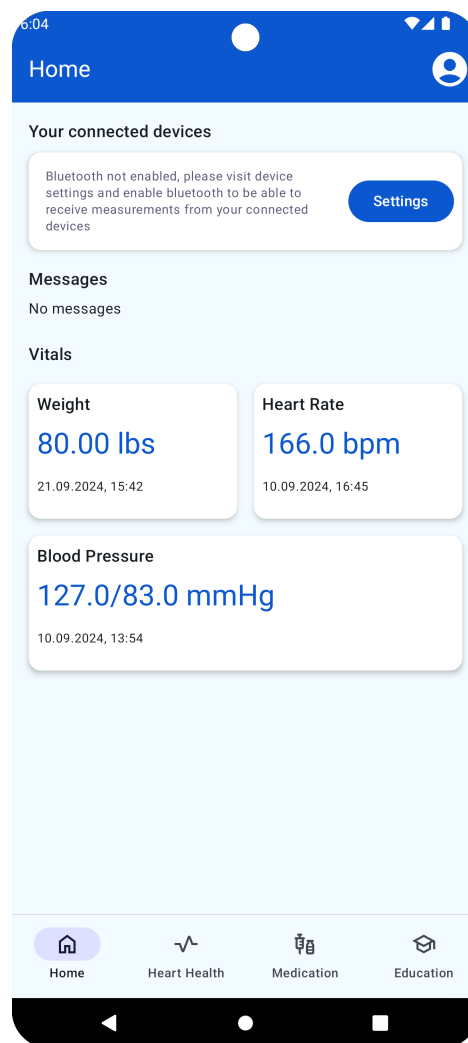 6:04
Home
Your connected devices
Bluetooth not enabled, please visit device
settings and enable bluetooth to be able to
receive measurements from your connected
devices
Settings
Messages
No messages
Vitals
Weight
80.00 lbs
21.09.2024, 15:42
Heart Rate
166.0 bpm
10.09.2024, 16:45
Blood Pressure
127.0/83.0 mmHg
10.09.2024, 13:54
Home
Heart Health
Medication
Education